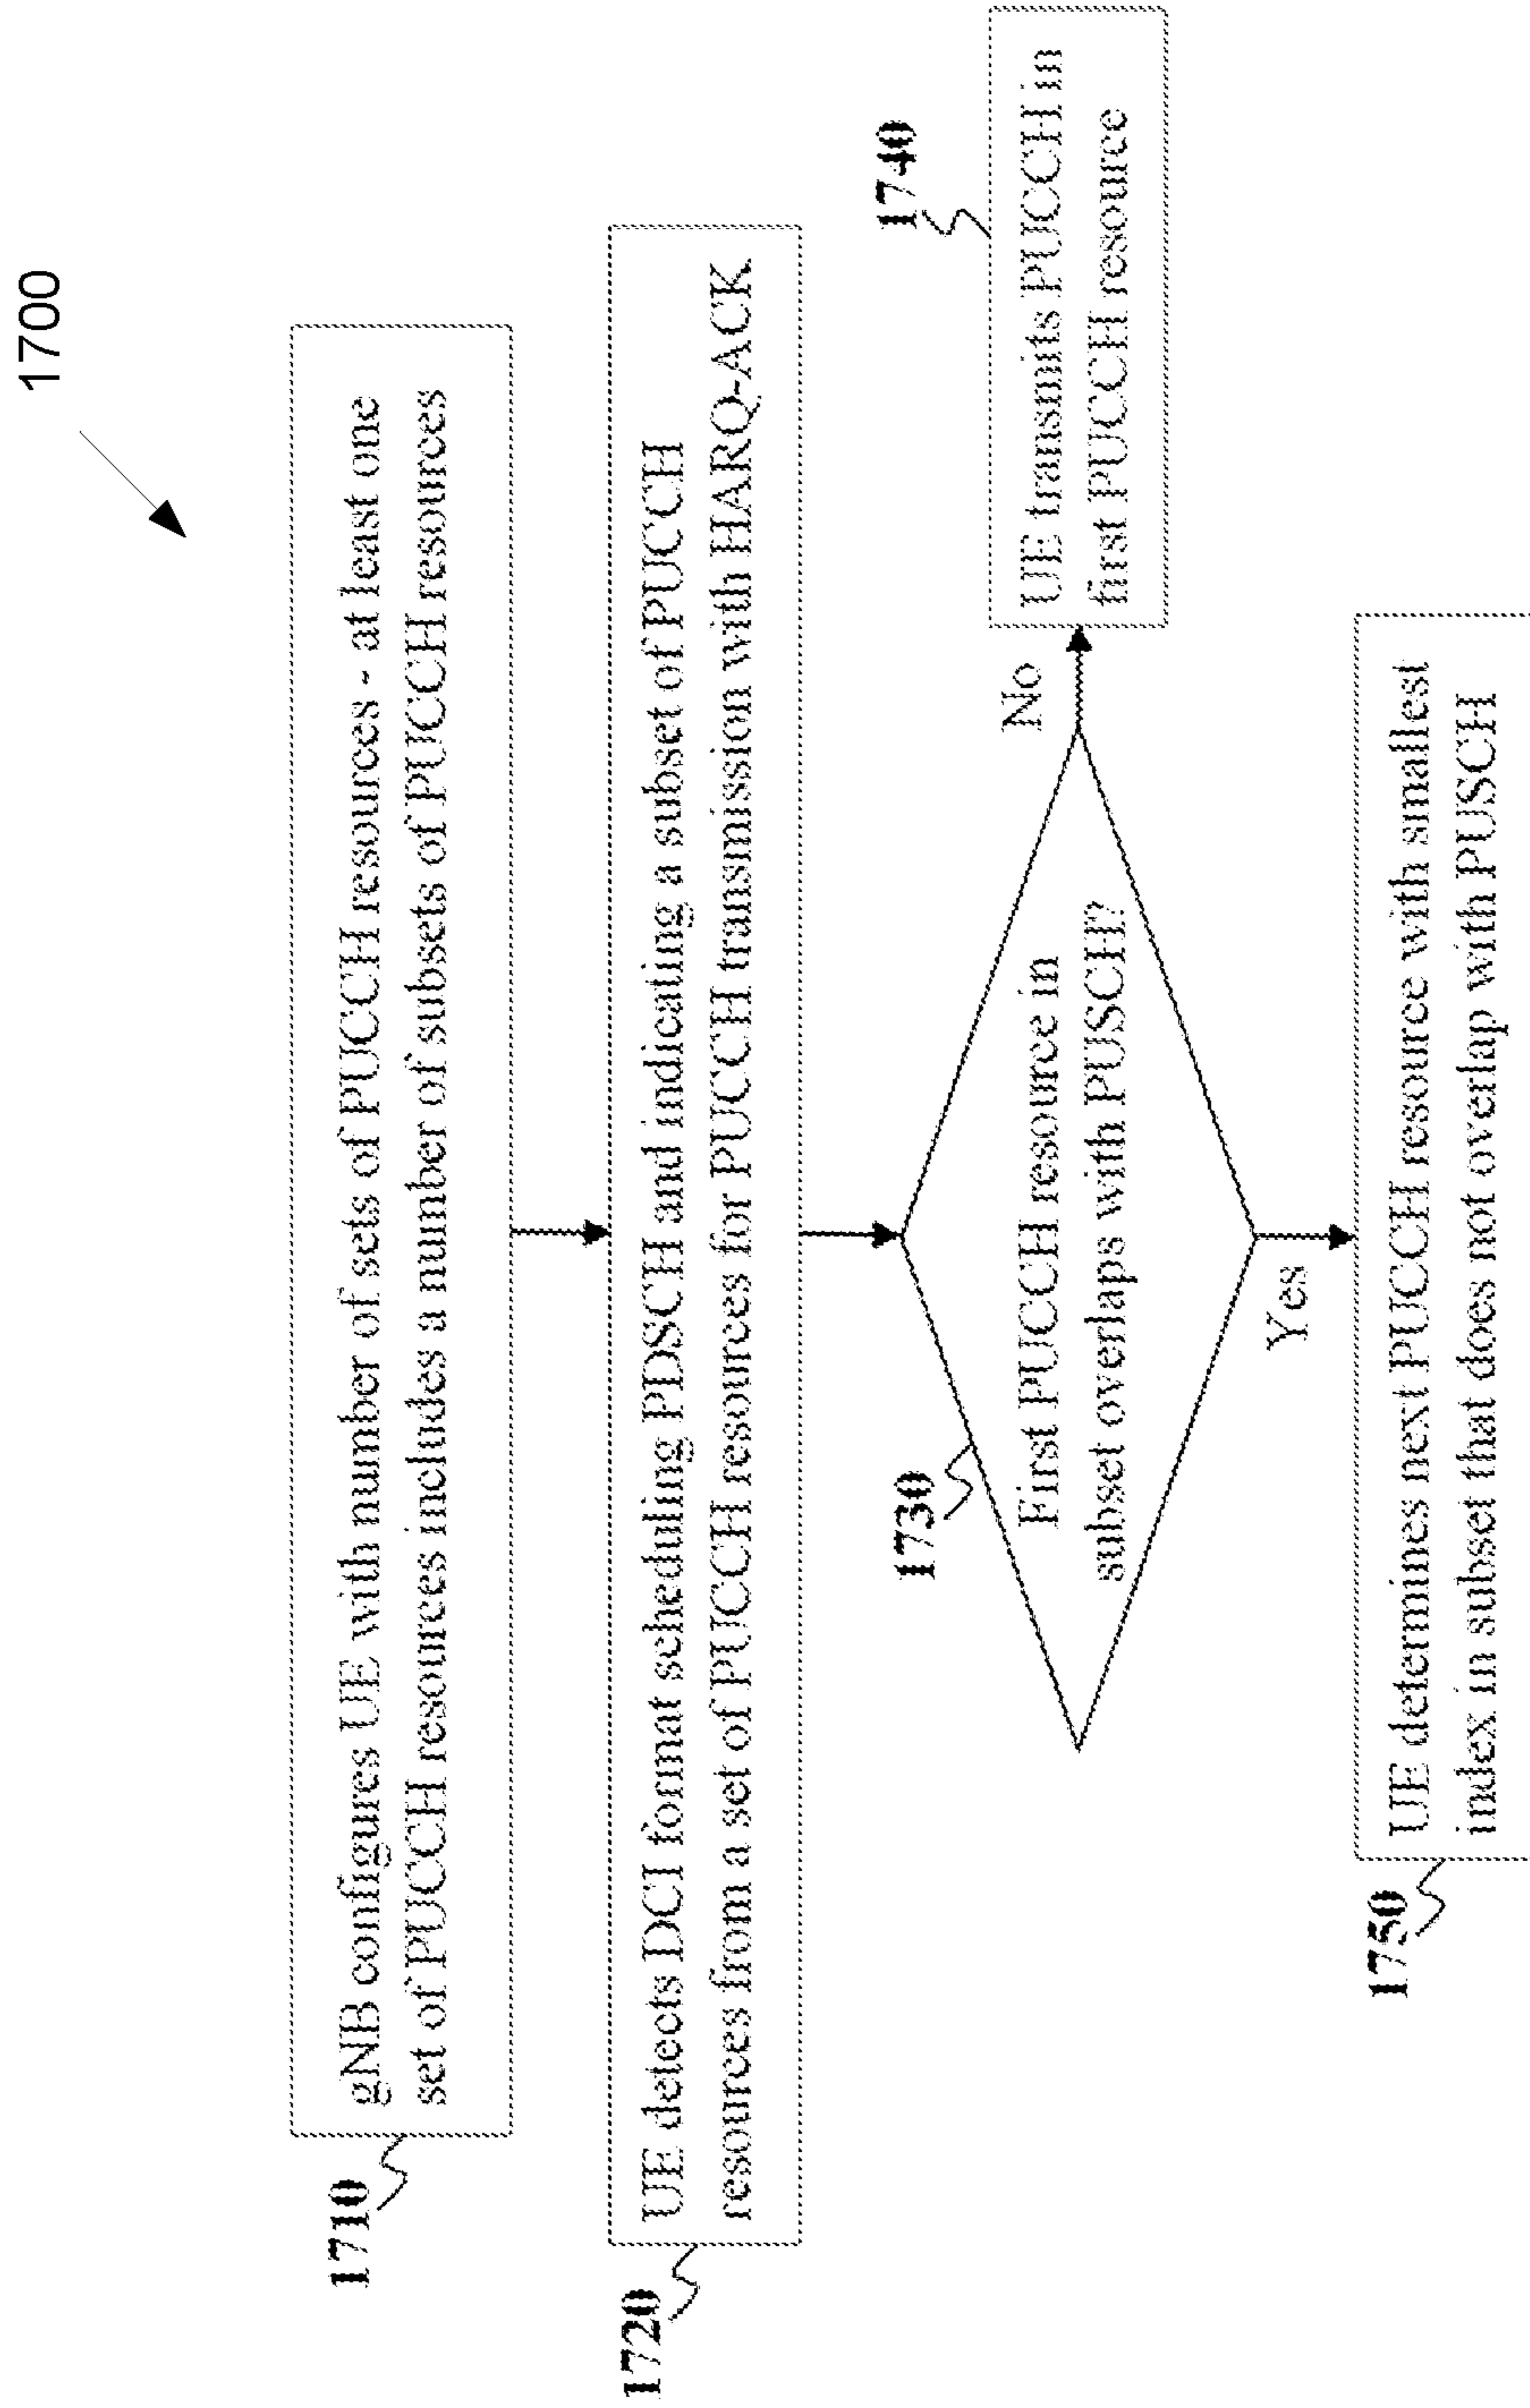 1700
1710
gNB configures UE with number of sets of PUCCH resources - at least one
set of PUCCH resources includes a number of subsets of PUCCH resources
1720
UE detects DCI format scheduling PDSCH and indicating a subset of PUCCH
resources from a set of PUCCH resources for PUCCH transmission with HARQ-ACK
1730
First PUCCH resource in
subset overlaps with PUSCH?
No
1740
UE transmits PUCCH in
first PUCCH resource
Yes
1750
UE determines next PUCCH resource with smallest
index in subset that does not overlap with PUSCH